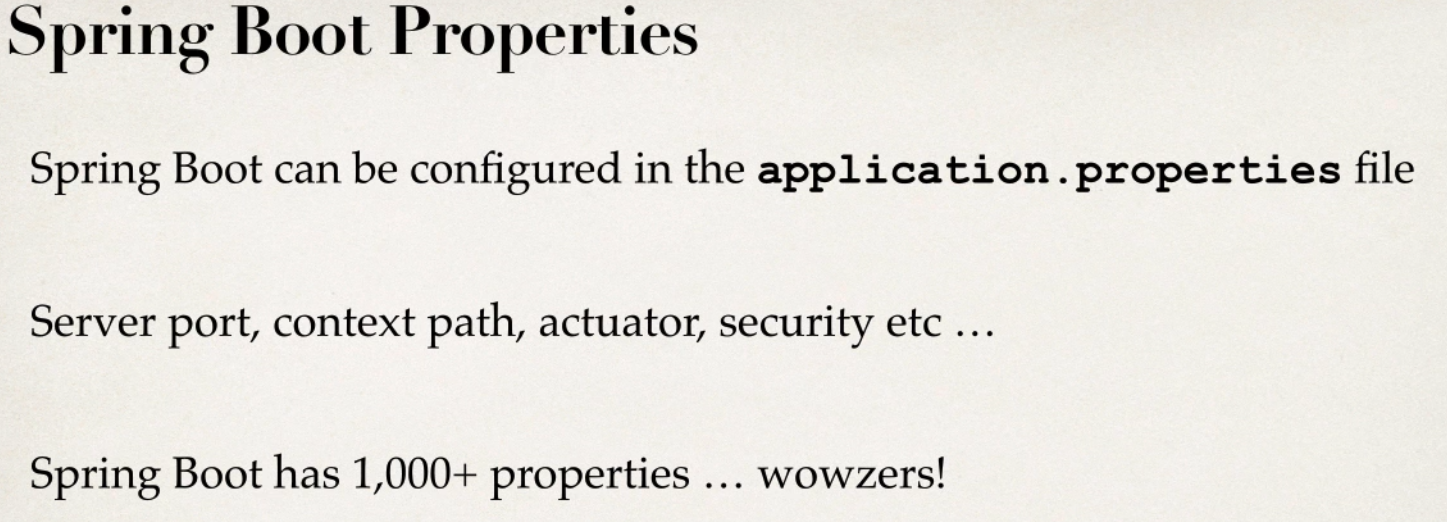 Spring Boot Properties
Spring Boot can be configured in the application.properties file
Server port, context path, actuator, security etc …
Spring Boot has 1,000+ properties … wowzers!